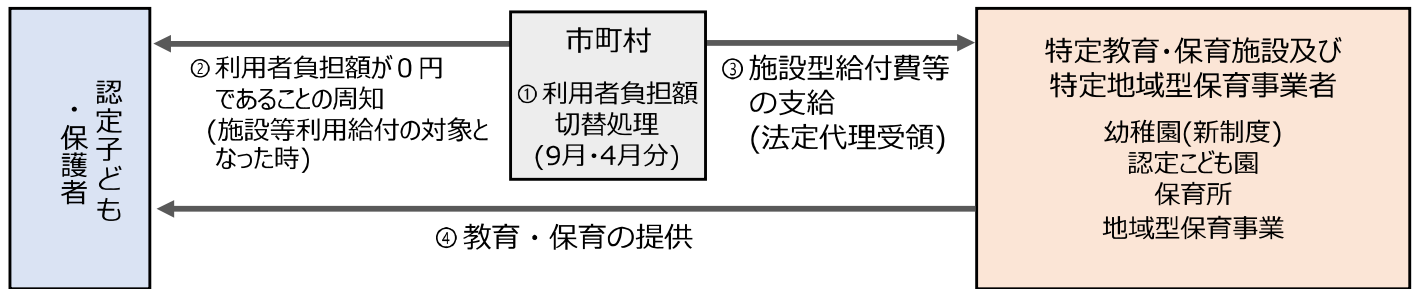 認定子ども
・保護者
② 利用者負担額が０円
であることの周知
(施設等利用給付の対象と
なった時)
市町村
① 利用者負担額
切替処理
(9月・4月分)
③ 施設型給付費等
の支給
(法定代理受領)
特定教育・保育施設及び
特定地域型保育事業者
幼稚園(新制度)
認定こども園
保育所
地域型保育事業
④ 教育・保育の提供